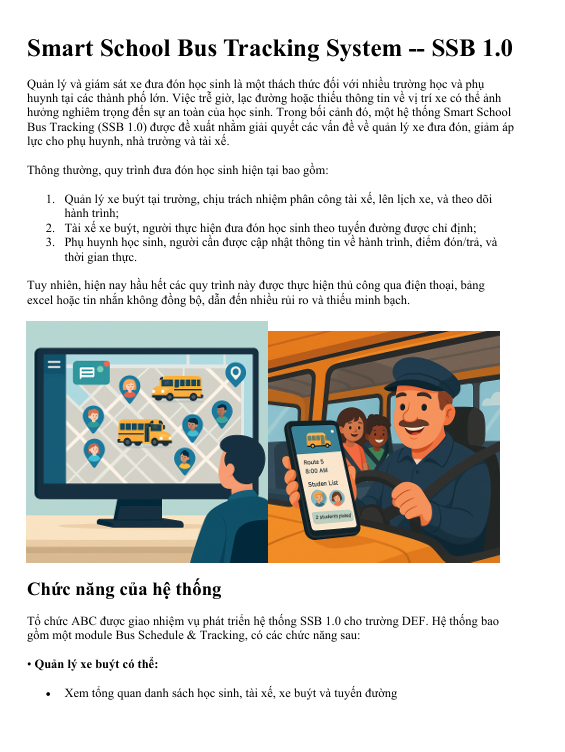 Smart School Bus Tracking System -- SSB 1.0
Quản lý và giám sát xe đưa đón học sinh là một thách thức đối với nhiều trường học và phụ
huynh tại các thành phố lớn. Việc trễ giờ, lạc đường hoặc thiếu thông tin về vị trí xe có thể ảnh
hưởng nghiêm trọng đến sự an toàn của học sinh. Trong bối cảnh đó, một hệ thống Smart School
Bus Tracking (SSB 1.0) được đề xuất nhằm giải quyết các vấn đề về quản lý xe đưa đón, giảm áp
lực cho phụ huynh, nhà trường và tài xế.
Thông thường, quy trình đưa đón học sinh hiện tại bao gồm:
1. Quản lý xe buýt tại trường, chịu trách nhiệm phân công tài xế, lên lịch xe, và theo dõi
hành trình;
2. Tài xế xe buýt, người thực hiện đưa đón học sinh theo tuyến đường được chỉ định;
3. Phụ huynh học sinh, người cần được cập nhật thông tin về hành trình, điểm đón/trả, và
thời gian thực.
Tuy nhiên, hiện nay hầu hết các quy trình này được thực hiện thủ công qua điện thoại, bảng
excel hoặc tin nhắn không đồng bộ, dẫn đến nhiều rủi ro và thiếu minh bạch.
Route 5
8:00 AM
Studen List
Chức năng của hệ thống
Tổ chức ABC được giao nhiệm vụ phát triển hệ thống SSB 1.0 cho trường DEF. Hệ thống bao
gồm một module Bus Schedule & Tracking, có các chức năng sau:
• Quản lý xe buýt có thể:
• Xem tổng quan danh sách học sinh, tài xế, xe buýt và tuyến đường